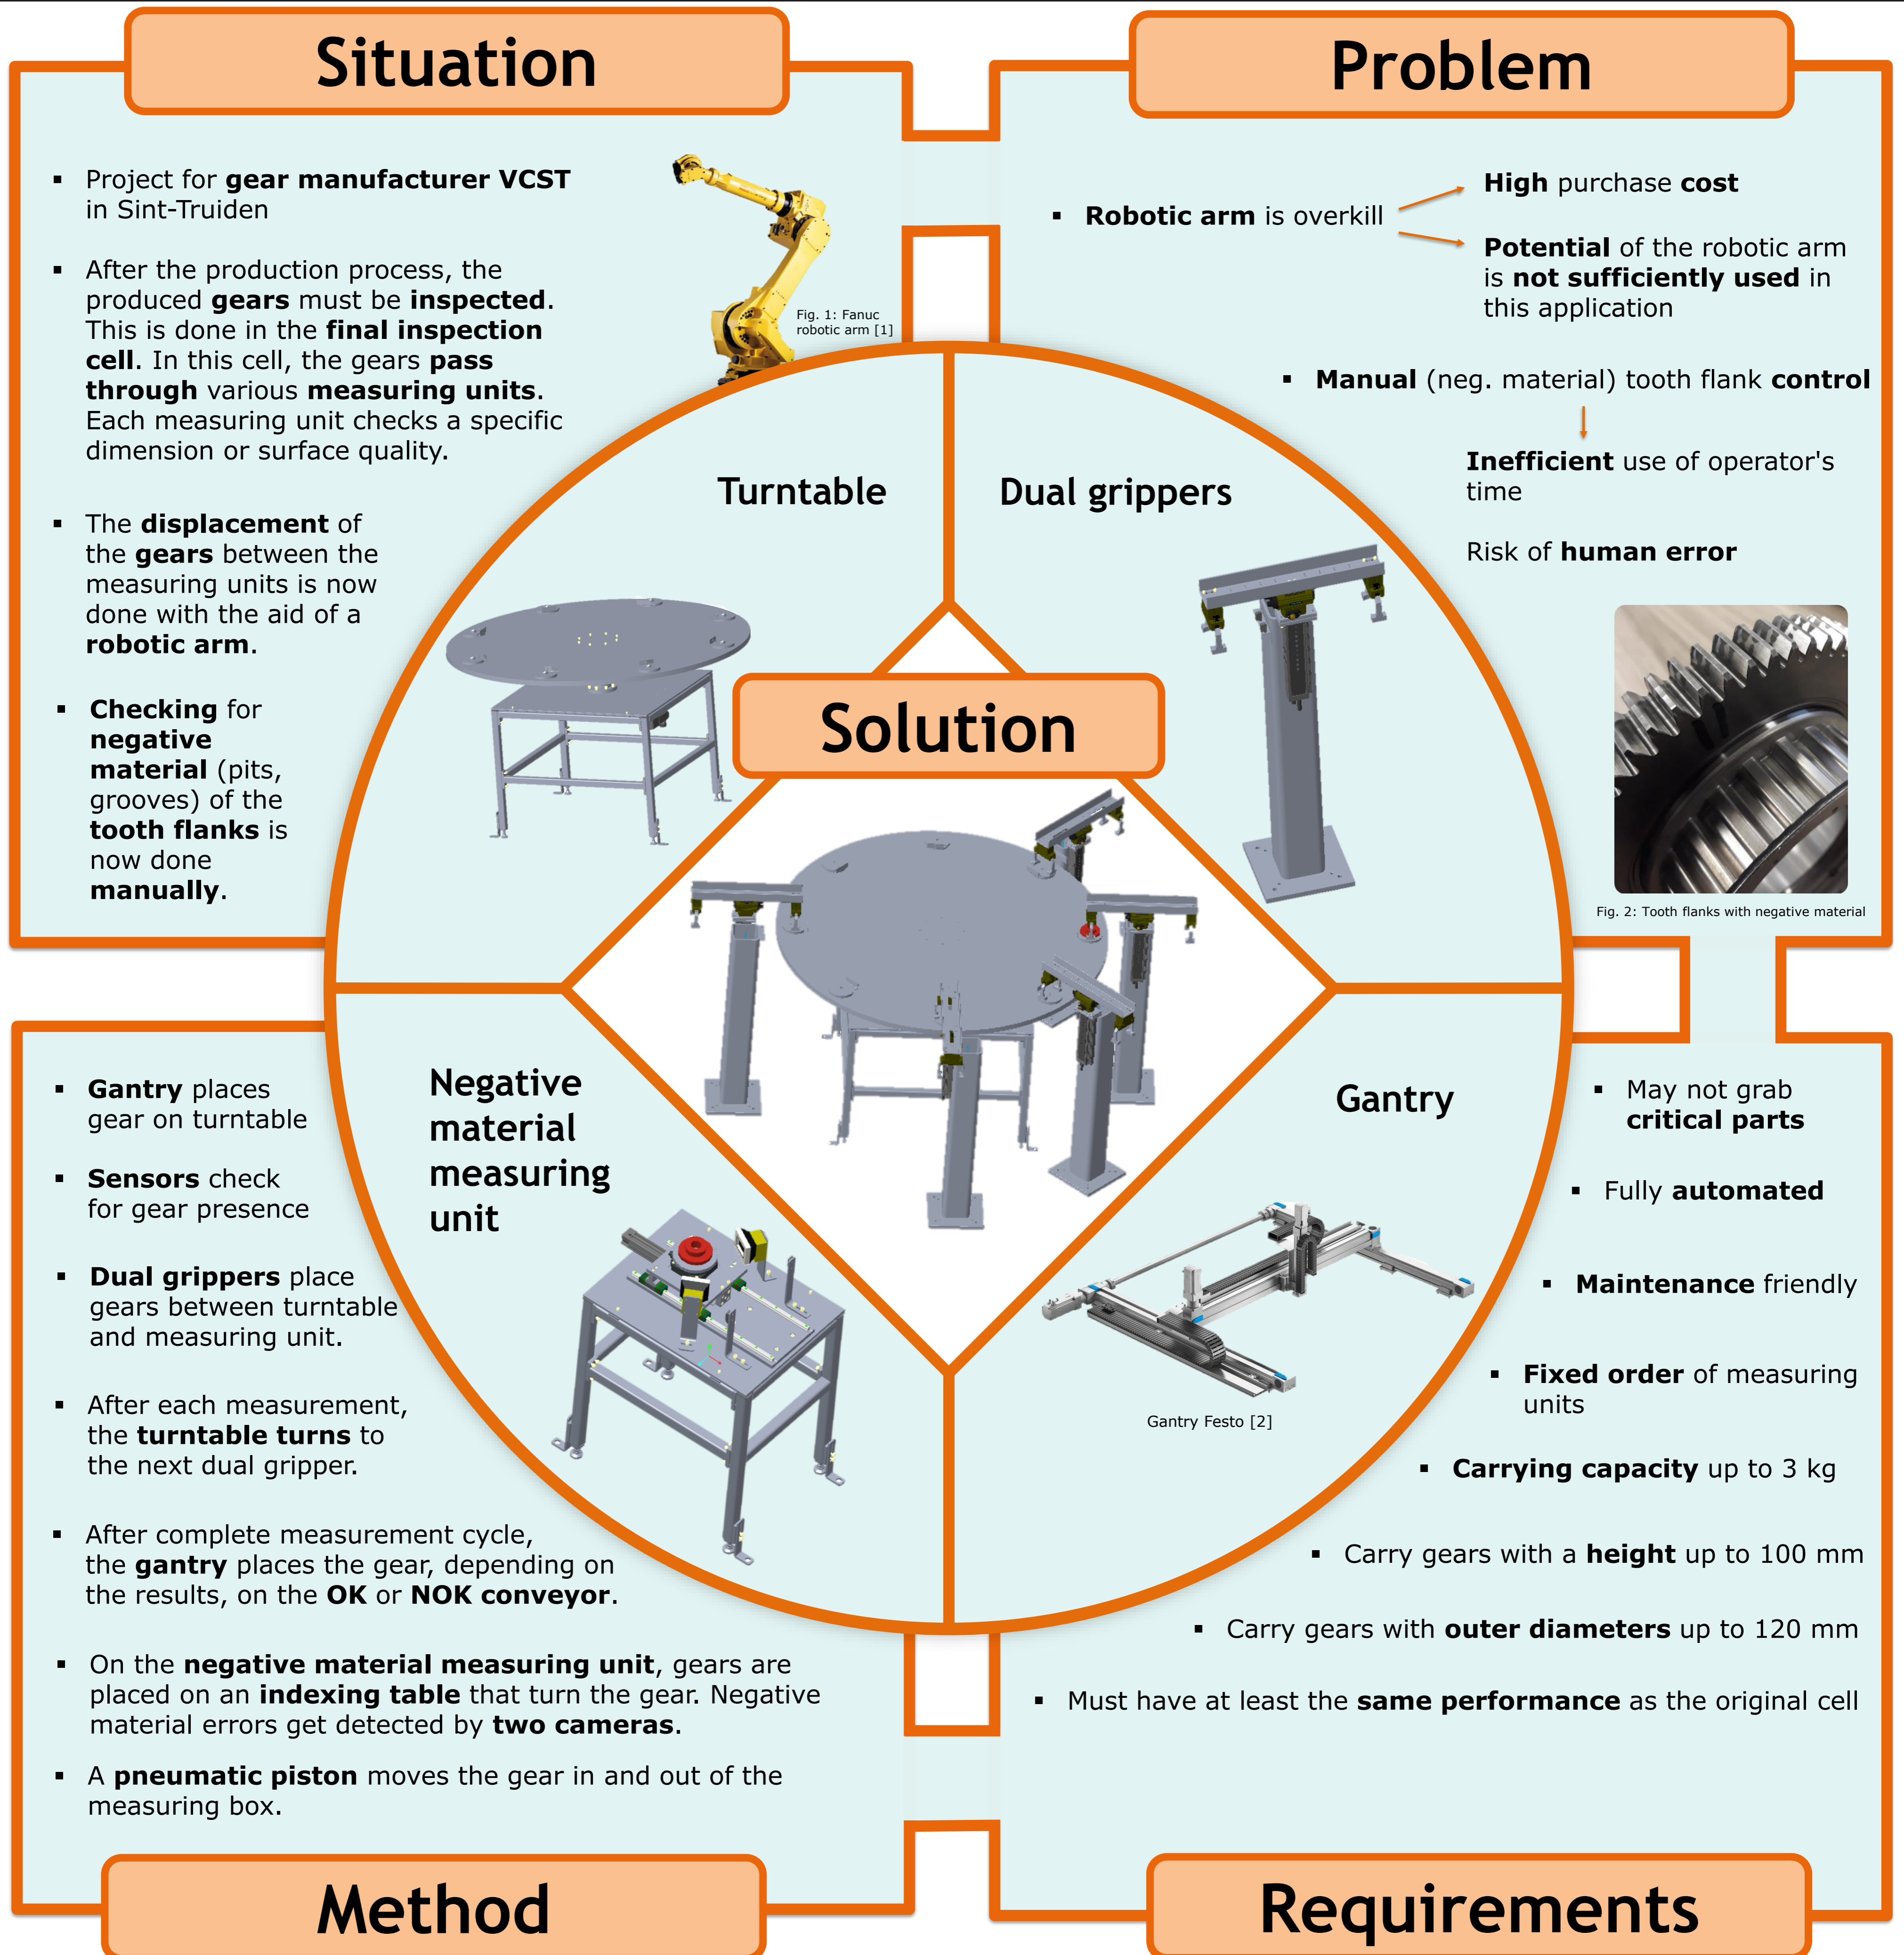 Situation
▪ Project for gear manufacturer VCST
in Sint-Truiden
▪ After the production process, the
produced gears must be inspected.
This is done in the final inspection
cell. In this cell, the gears pass
through various measuring units.
Each measuring unit checks a specific
dimension or surface quality.
▪ The displacement of
the gears between the
measuring units is now
done with the aid of a
robotic arm.
▪ Checking for
negative
material (pits,
grooves) of the
tooth flanks is
now done
manually.
Fig. 1: Fanuc
robotic arm [1]
Problem
▪ Robotic arm is overkill
High purchase cost
Potential of the robotic arm
is not sufficiently used in
this application
▪ Manual (neg. material) tooth flank control
Inefficient use of operator's
time
Risk of human error
Fig. 2: Tooth flanks with negative material
Turntable
Dual grippers
Solution
Negative
material
measuring
unit
Gantry
Gantry Festo [2]
▪ Gantry places
gear on turntable
▪ Sensors check
for gear presence
▪ Dual grippers place
gears between turntable
and measuring unit.
▪ After each measurement,
the turntable turns to
the next dual gripper.
▪ After complete measurement cycle,
the gantry places the gear, depending on
the results, on the OK or NOK conveyor.
▪ On the negative material measuring unit, gears are
placed on an indexing table that turn the gear. Negative
material errors get detected by two cameras.
▪ A pneumatic piston moves the gear in and out of the
measuring box.
Method
▪ May not grab
critical parts
▪ Fully automated
▪ Maintenance friendly
▪ Fixed order of measuring
units
▪ Carrying capacity up to 3 kg
▪ Carry gears with a height up to 100 mm
▪ Carry gears with outer diameters up to 120 mm
▪ Must have at least the same performance as the original cell
Requirements